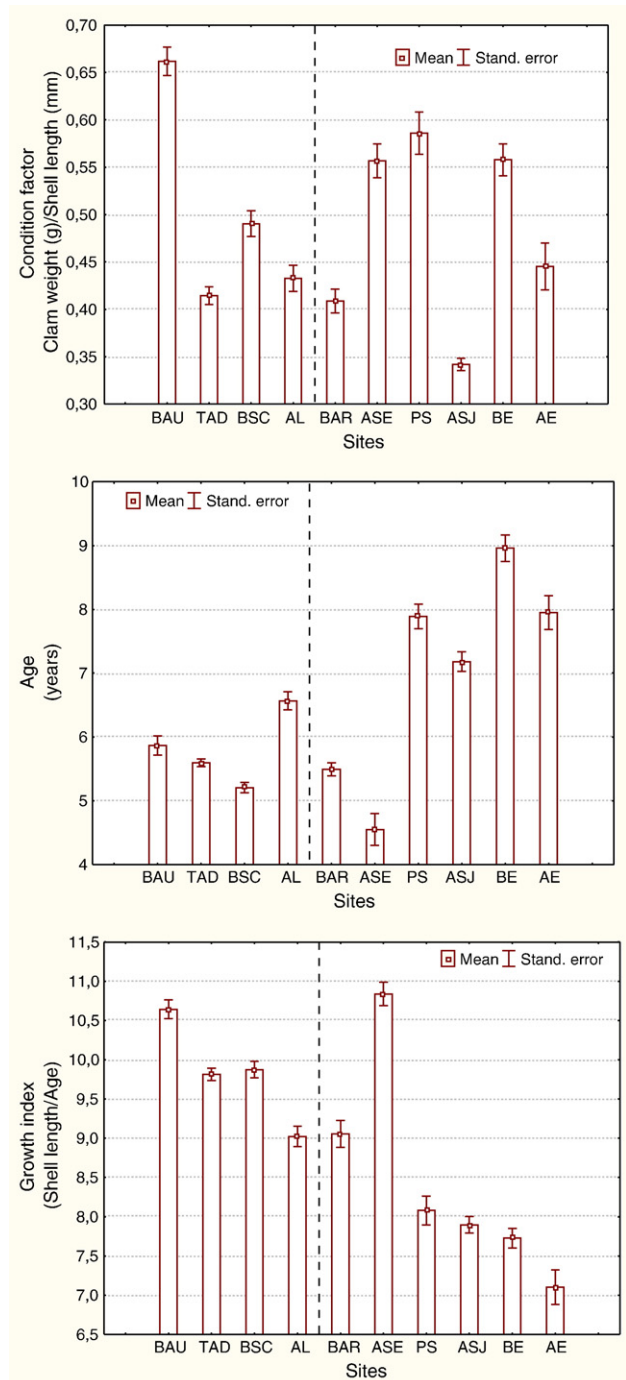 0,70
0,65
0,60
0,55
0,50
0,45
0,40
0,35
0,30
Condition factor
Clam weight (g)/Shell length (mm)
Mean Stand. error
BAU TAD BSC AL BAR ASE PS ASJ BE AE
Sites
10
9
8
7
6
5
4
Age
(years)
Mean Stand. error
BAU TAD BSC AL BAR ASE PS ASJ BE AE
Sites
11,5
11,0
10,5
10,0
9,5
9,0
8,5
8,0
7,5
7,0
6,5
Growth index
(Shell length/Age)
Mean Stand. error
BAU TAD BSC AL BAR ASE PS ASJ BE AE
Sites